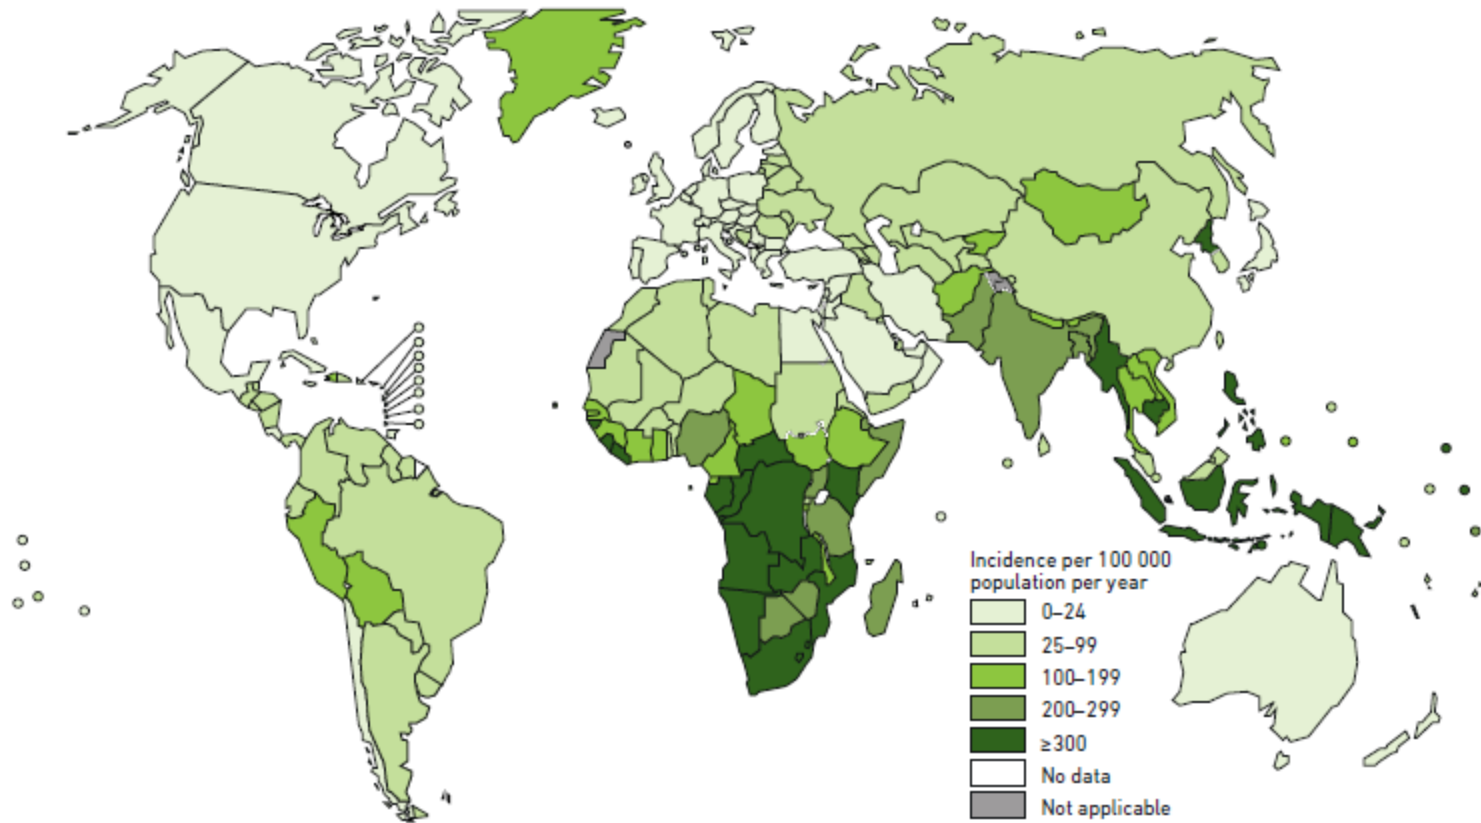 Incidence per 100 000
population per year
0–24
25–99
100–199
200–299
≥300
No data
Not applicable